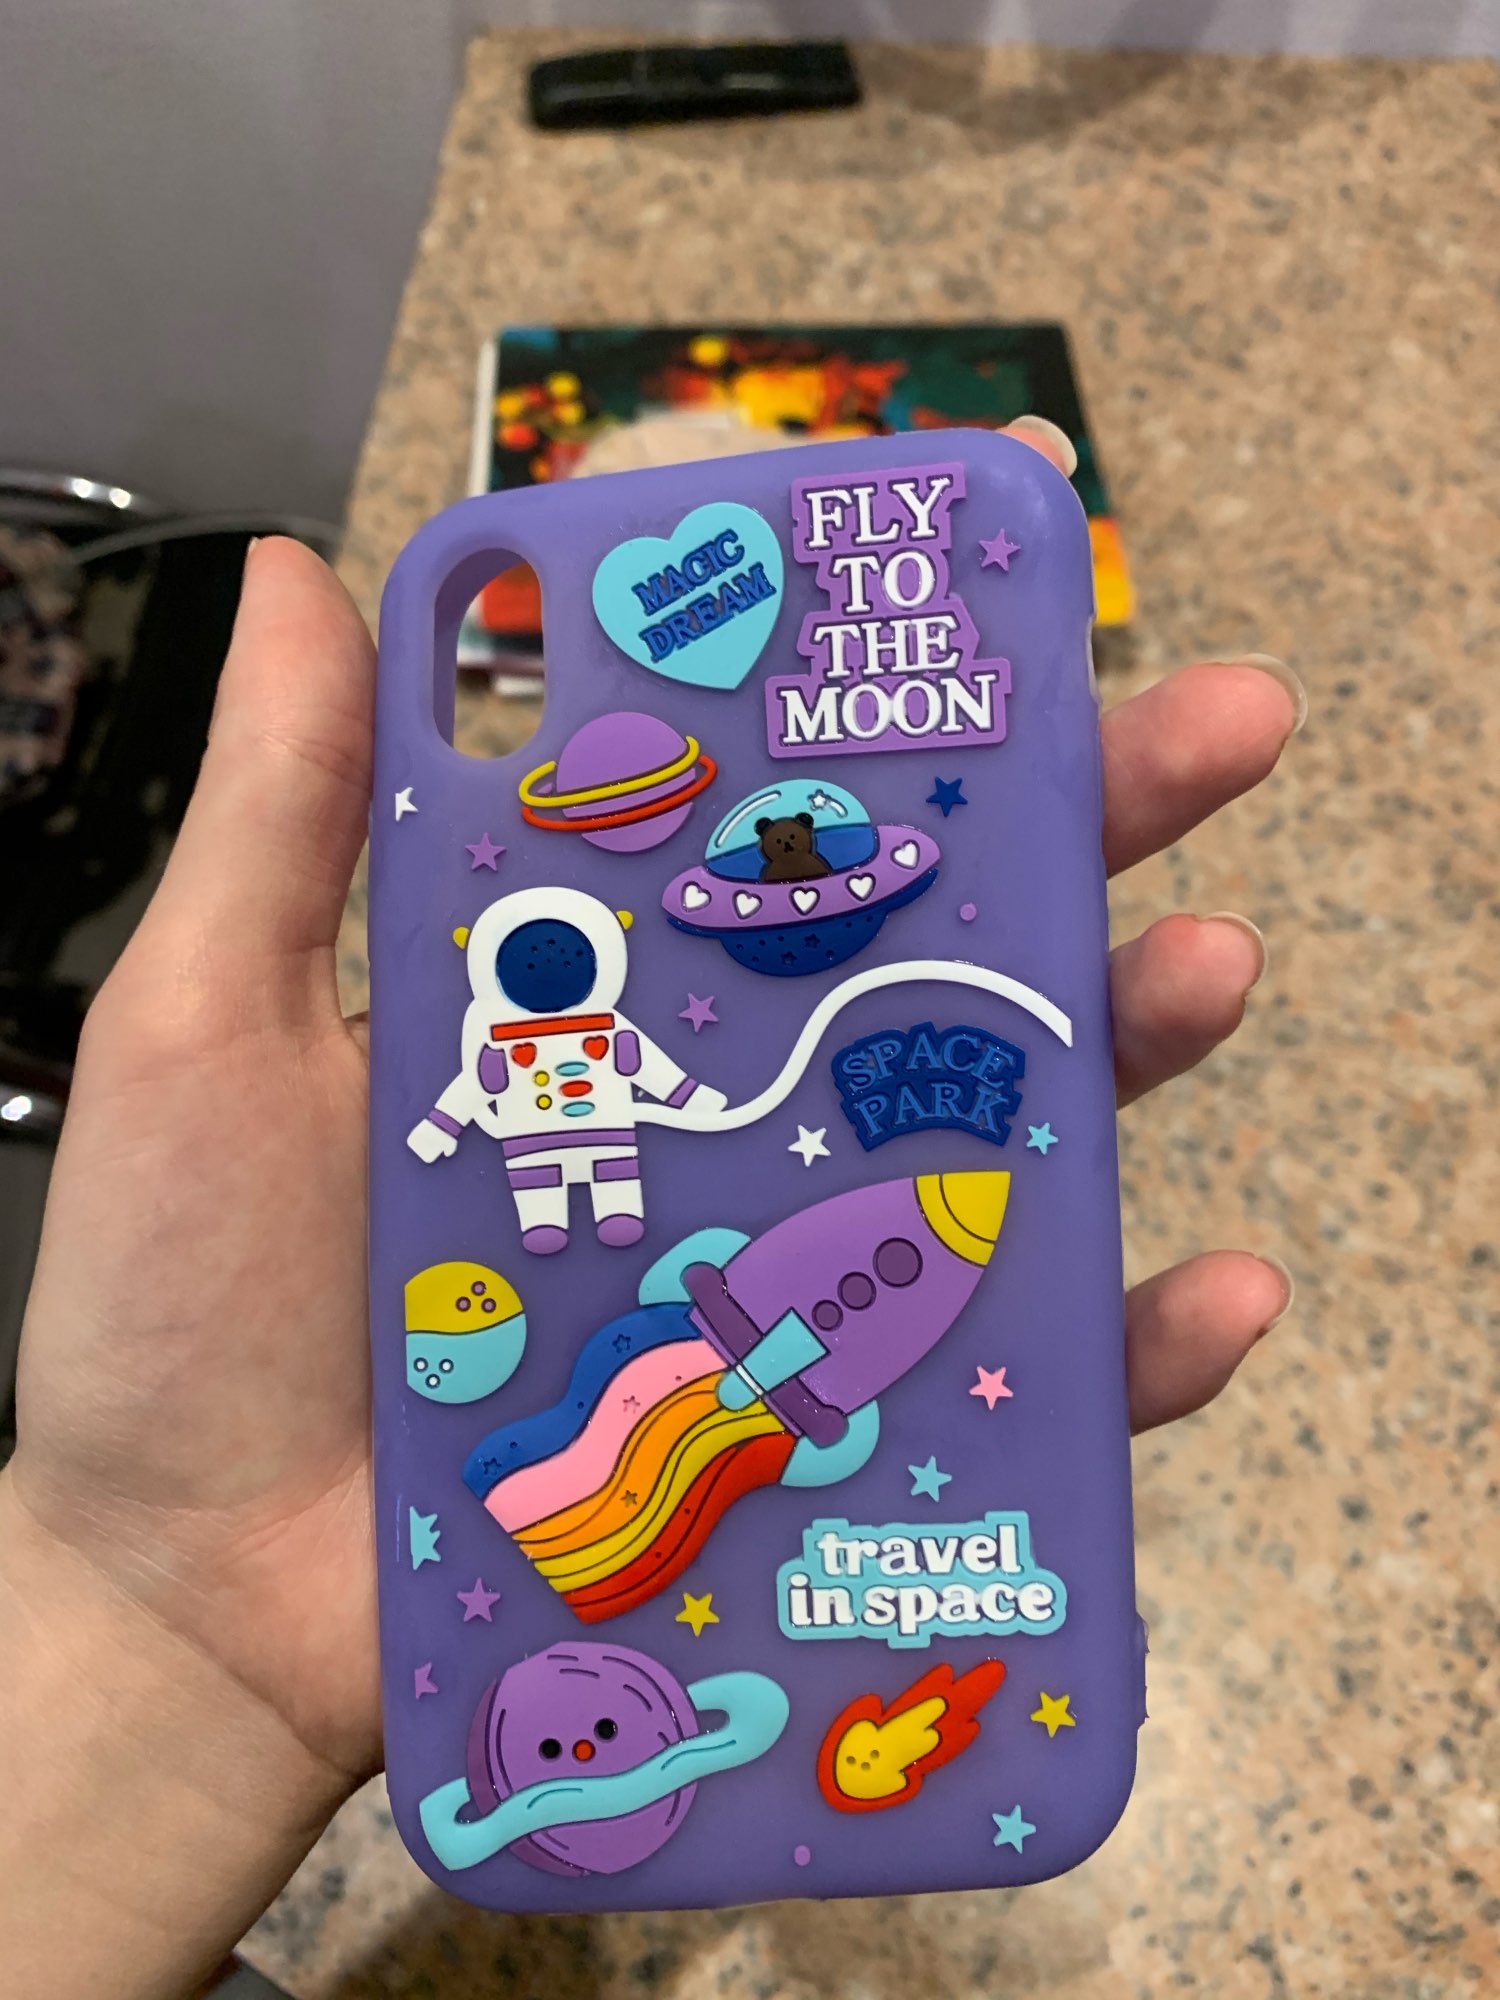 MAGIC
DREAM
FLY
TO
THE
MOON
SPACE
PARK
travel
in space